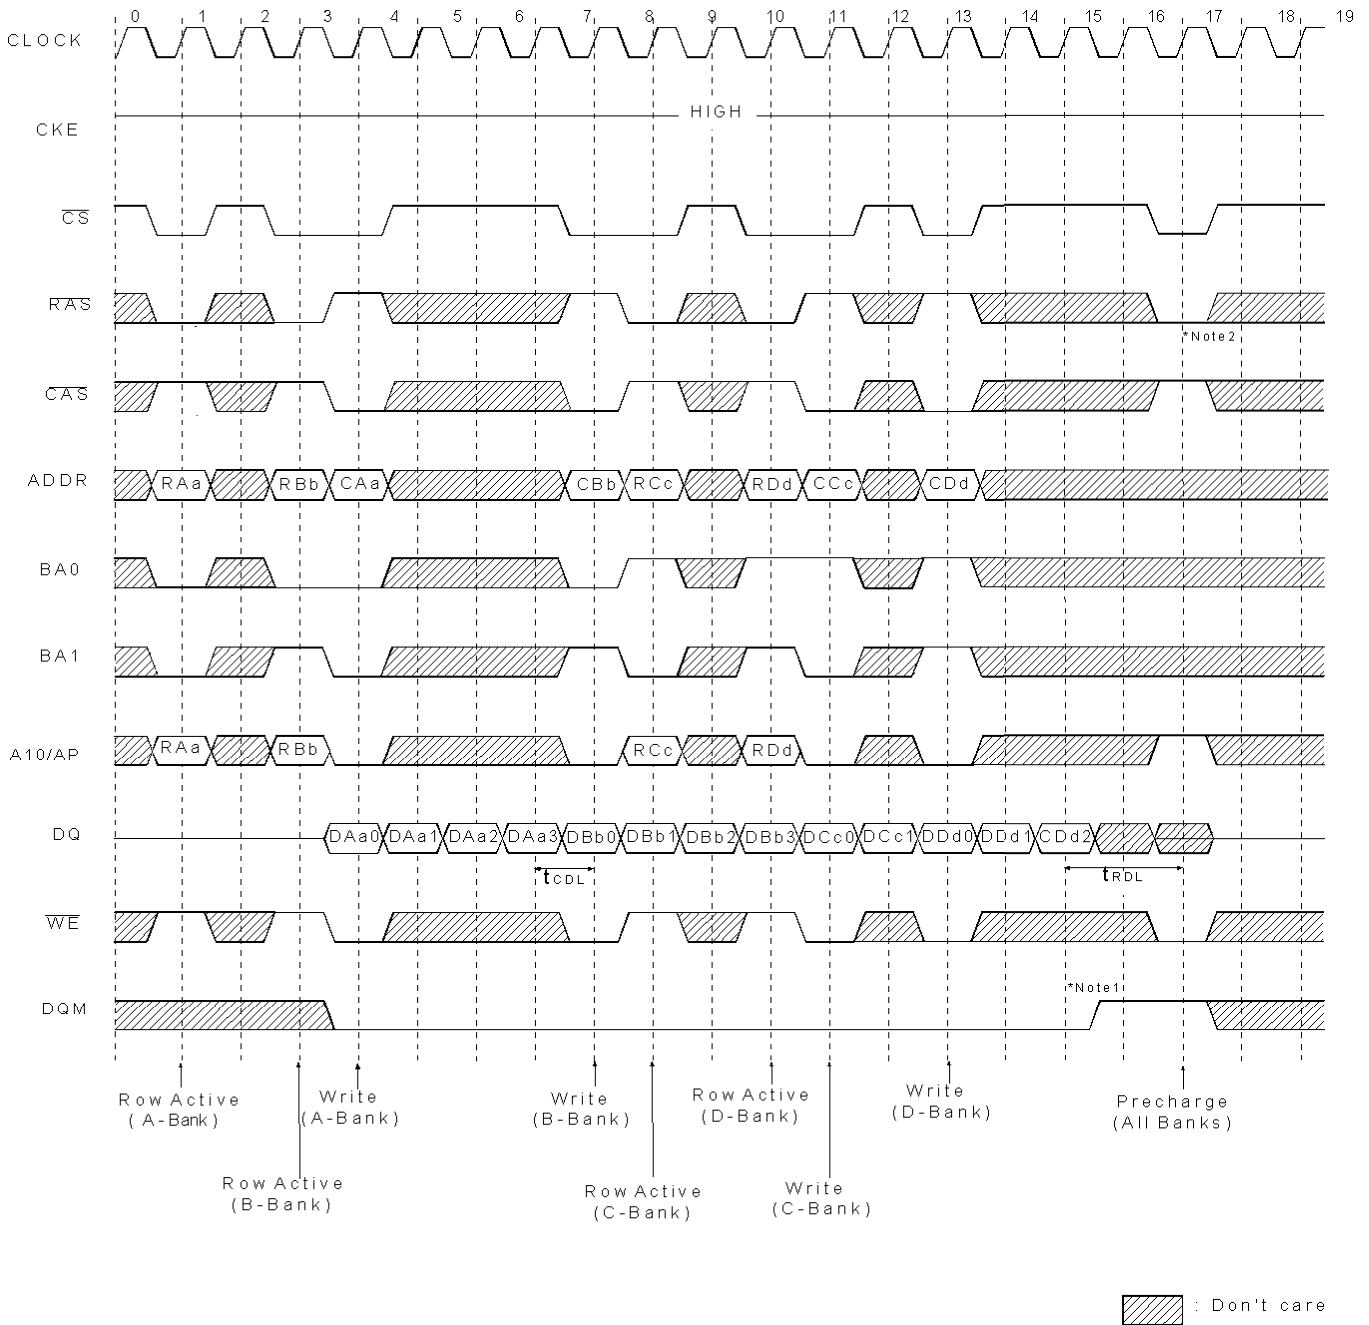 0 1 2 3 4 5 6 7 8 9 10 11 12 13 15 16 17 18 19
CLOCK
HIGH
CKE
CS
RAS
*Note2
CAS
ADDR RAa RBb CAa CBb RCc RDd CCc CDd
BA0
BA1
A10/AP RAa RBb RCc RDd
DQ DAa0 DAa1 DAa2 DAa3 DBb0 DBb1 DBb2 DBb3 DCc0 DCc1 DDd0 DDd1 CDd2
tCDL tRDL
WE
*Note1
DQM
Row Active
(A-Bank)
Write
(A-Bank)
Write
(B-Bank)
Row Active
(D-Bank)
Write
(D-Bank)
Precharge
(All Banks)
Row Active
(B-Bank)
Row Active
(C-Bank)
Write
(C-Bank)
: Don't care